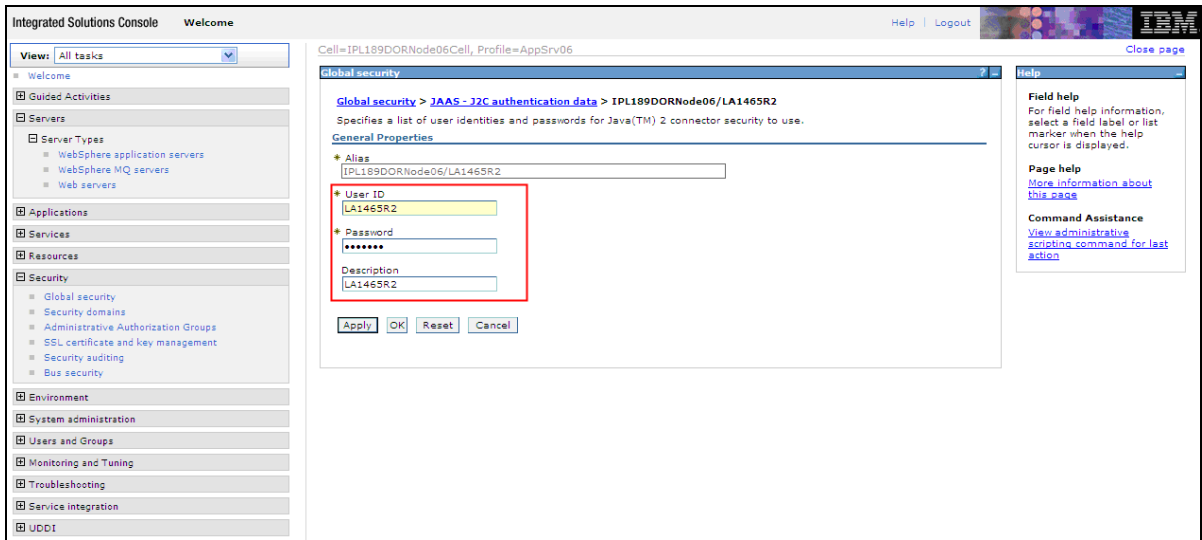 Integrated Solutions Console Welcome Help | Logout IBM
View: All tasks
Welcome
Guided Activities
Servers
Server Types
WebSphere application servers
WebSphere MQ servers
Web servers
Applications
Services
Resources
Security
Global security
Security domains
Administrative Authorization Groups
SSL certificate and key management
Security auditing
Bus security
Environment
System administration
Users and Groups
Monitoring and Tuning
Troubleshooting
Service integration
UDDI
Cell=IPL189DORNode06Cell, Profile=AppSrv06
Close page
Global security ? -
Global security > JAAS - J2C authentication data > IPL189DORNode06/LA1465R2
Specifies a list of user identities and passwords for Java(TM) 2 connector security to use.
General Properties
* Alias
IPL189DORNode06/LA1465R2
* User ID
LA1465R2
* Password
•••••••
Description
LA1465R2
Apply OK Reset Cancel
Help -
Field help
For field help information,
select a field label or list
marker when the help
cursor is displayed.
Page help
More information about
this page
Command Assistance
View administrative
scripting command for last
action